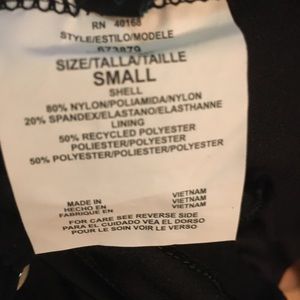 RN 40168
STYLE/ESTILO/MODELE
673879
SIZE/TALLA/TAILLE
SMALL
SHELL
80% NYLON/POLIAMIDA/NYLON
20% SPANDEX/ELASTANO/ELASTHANNE
LINING
50% RECYCLED POLYESTER
POLIESTER/POLYESTER
50% POLYESTER/POLIESTER/POLYESTER
MADE IN VIETNAM
HECHO EN VIETNAM
FABRIQUE EN VIETNAM
FOR CARE SEE REVERSE SIDE
PARA EL CUIDADO VEA EL DORSO
POUR LE SOIN VOIR LE VERSO